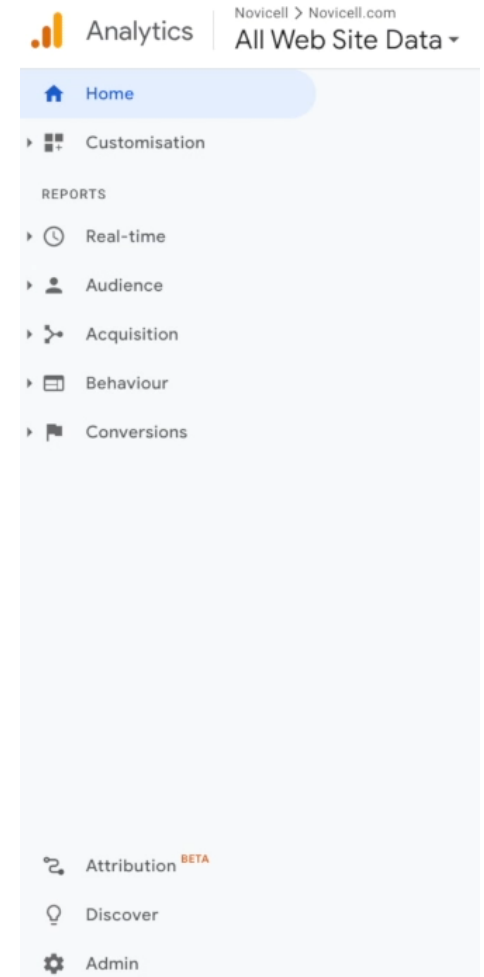 Analytics
Novicell > Novicell.com
All Web Site Data
Home
Customisation
REPORTS
Real-time
Audience
Acquisition
Behaviour
Conversions
Attribution BETA
Discover
Admin